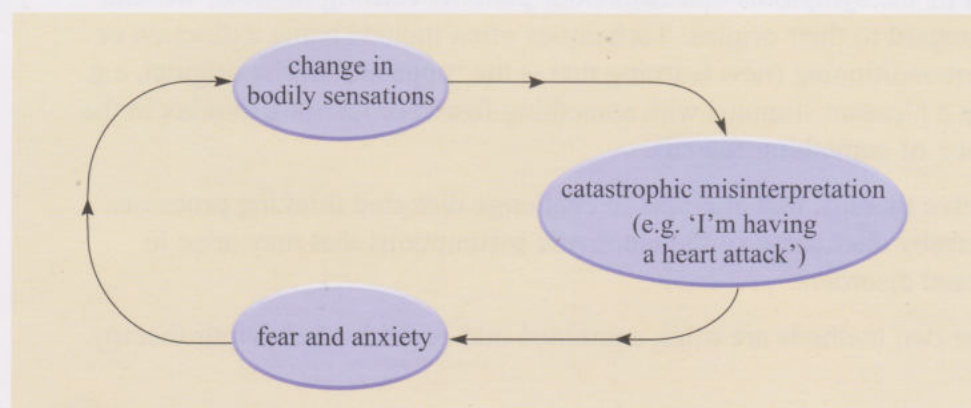 change in
bodily sensations
catastrophic misinterpretation
(e.g. ‘I’m having
a heart attack’)
fear and anxiety